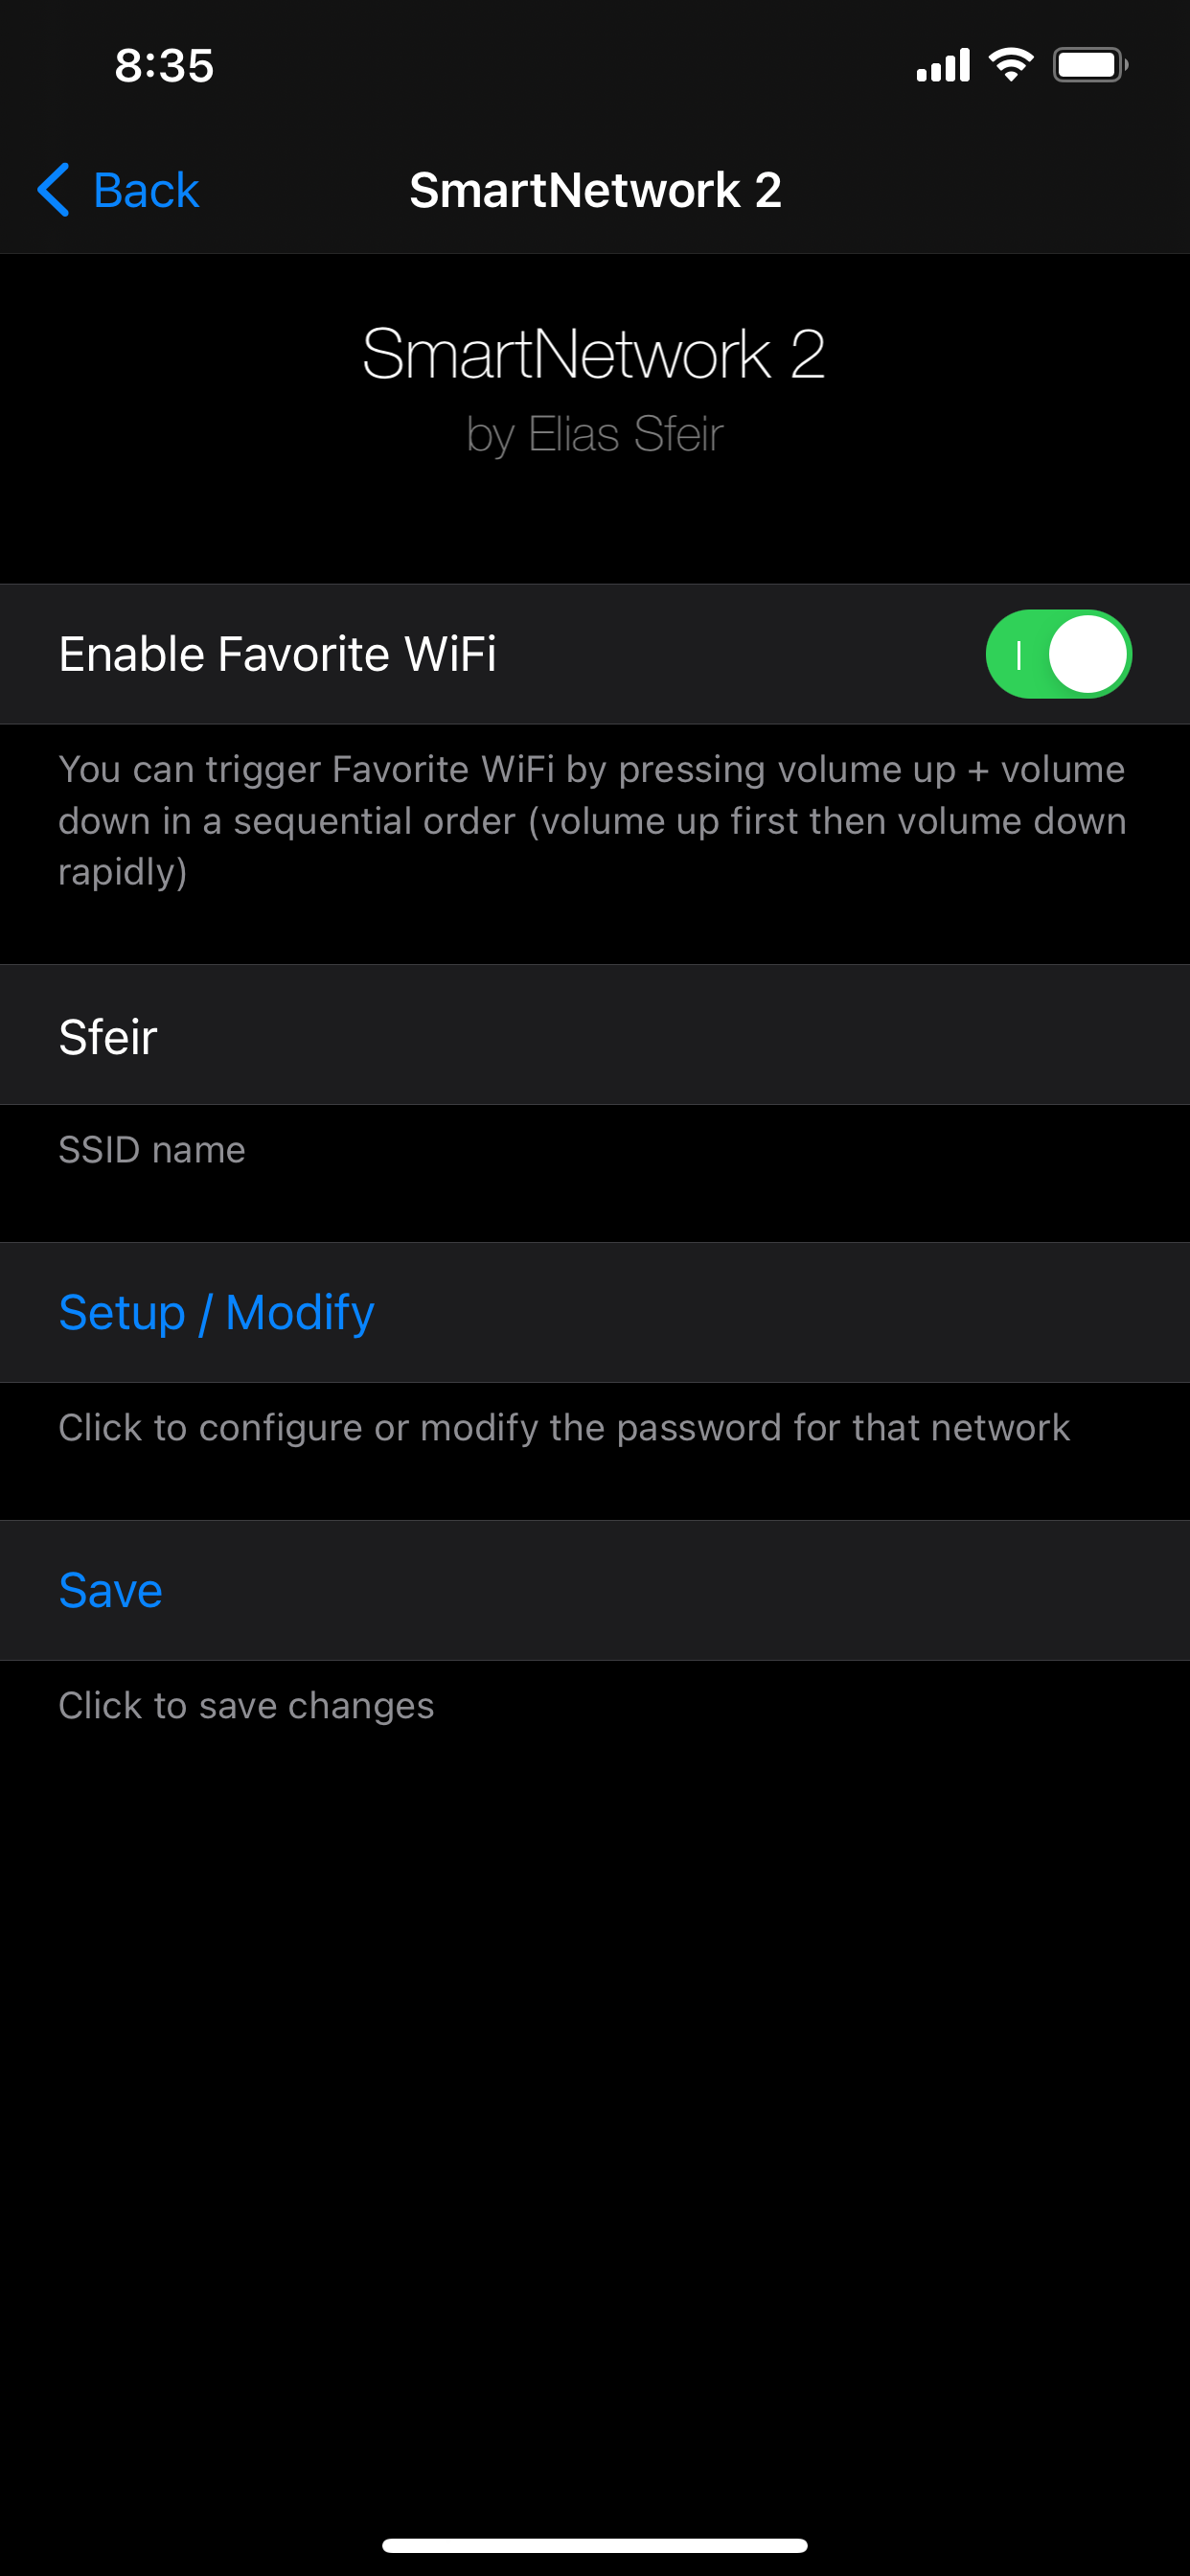 8:35
Back
SmartNetwork 2
SmartNetwork 2
by Elias Sfeir
Enable Favorite WiFi
You can trigger Favorite WiFi by pressing volume up + volume
down in a sequential order (volume up first then volume down
rapidly)
Sfeir
SSID name
Setup / Modify
Click to configure or modify the password for that network
Save
Click to save changes